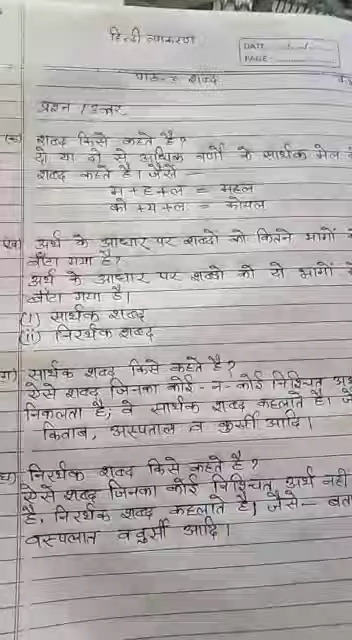 हिन्दी व्याकरण
DATE / /
PAGE
पाठ- शब्द
प्रश्न / उत्तर
(क) शब्द किसे कहते है?
दो या दो से अधिक वर्णो के सार्थक मेल
शब्द कहते है। जैसे—
म + ह + ल = महल
को + य + ल = कोयल
(ख) अर्थ के आधार पर शब्दों को कितने भागों
बाँटा गया है?
अर्थ के आधार पर शब्दों को दो भागों
बाँटा गया है।
(i) सार्थक शब्द
(ii) निरर्थक शब्द
ग) सार्थक शब्द किसे कहते है?
ऐसे शब्द जिनका कोई - न - कोई निश्चित
निकलता है, वे सार्थक शब्द कहलाते है।
किताब, अस्पताल व कुर्सी आदि।
घ) निरर्थक शब्द किसे कहते है?
ऐसे शब्द जिनका कोई निश्चित अर्थ नही
है, निरर्थक शब्द कहलाते है। जैसे—
वस्पलात व वुर्सी आदि।